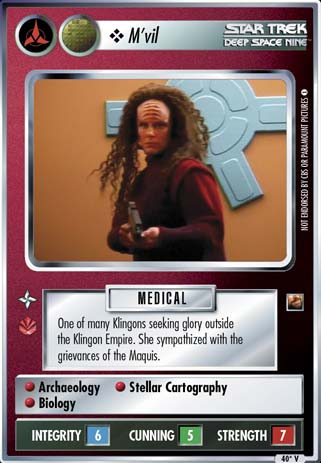 ❖ M'vil
STAR TREK
DEEP SPACE NINE
NOT ENDORSED BY CBS OR PARAMOUNT PICTURES
MEDICAL
One of many Klingons seeking glory outside
the Klingon Empire. She sympathized with the
grievances of the Maquis.
Archaeology Stellar Cartography
Biology
INTEGRITY 6 CUNNING 5 STRENGTH 7
40* V